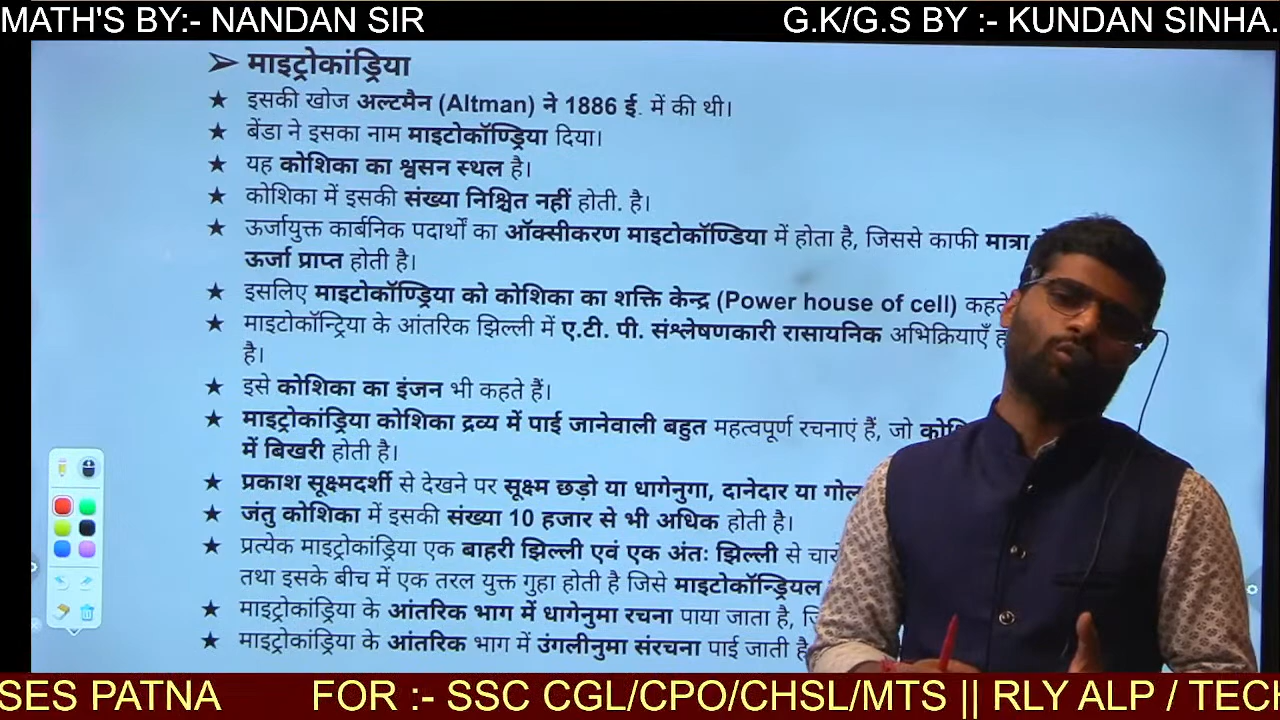 MATH'S BY:- NANDAN SIR
G.K/G.S BY :- KUNDAN SINHA.
➢ माइट्रोकांड्रिया
★ इसकी खोज अल्टमैन (Altman) ने 1886 ई. में की थी।
★ बेंडा ने इसका नाम माइटोकॉण्ड्रिया दिया।
★ यह कोशिका का श्वसन स्थल है।
★ कोशिका में इसकी संख्या निश्चित नहीं होती. है।
★ ऊर्जायुक्त कार्बनिक पदार्थों का ऑक्सीकरण माइटोकॉण्डिया में होता है, जिससे काफी मात्रा
ऊर्जा प्राप्त होती है।
★ इसलिए माइटोकॉण्ड्रिया को कोशिका का शक्ति केन्द्र (Power house of cell) कहते
★ माइटोकॉन्ट्रिया के आंतरिक झिल्ली में ए.टी. पी. संश्लेषणकारी रासायनिक अभिक्रियाएँ
है।
★ इसे कोशिका का इंजन भी कहते हैं।
★ माइट्रोकांड्रिया कोशिका द्रव्य में पाई जानेवाली बहुत महत्वपूर्ण रचनाएं हैं, जो
में बिखरी होती है।
★ प्रकाश सूक्ष्मदर्शी से देखने पर सूक्ष्म छड़ो या धागेनुगा, दानेदार या गोल
★ जंतु कोशिका में इसकी संख्या 10 हजार से भी अधिक होती है।
★ प्रत्येक माइट्रोकांड्रिया एक बाहरी झिल्ली एवं एक अंतः झिल्ली से
तथा इसके बीच में एक तरल युक्त गुहा होती है जिसे माइटोकॉन्ड्रियल
★ माइट्रोकांड्रिया के आंतरिक भाग में धागेनुमा रचना पाया जाता है,
★ माइट्रोकांड्रिया के आंतरिक भाग में उंगलीनुमा संरचना पाई जाती है
SES PATNA
FOR :- SSC CGL/CPO/CHSL/MTS || RLY ALP / TECH